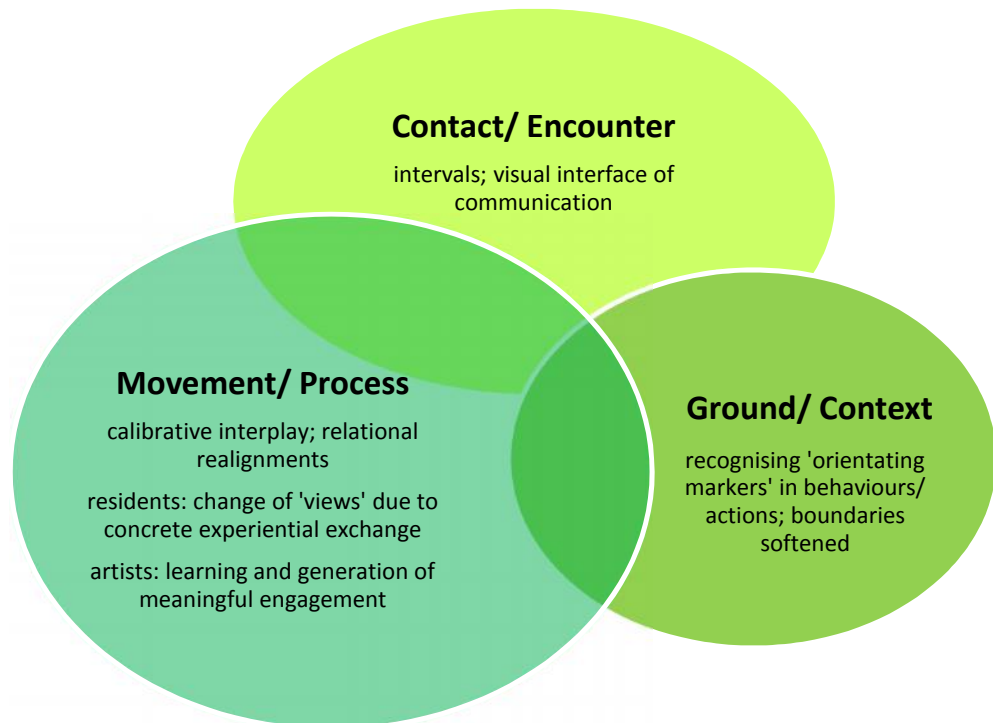 Contact/ Encounter
intervals; visual interface of
communication
Movement/ Process
calibrative interplay; relational
realignments
residents: change of 'views' due to
concrete experiential exchange
artists: learning and generation of
meaningful engagement
Ground/ Context
recognising 'orientating
markers' in behaviours/
actions; boundaries
softened